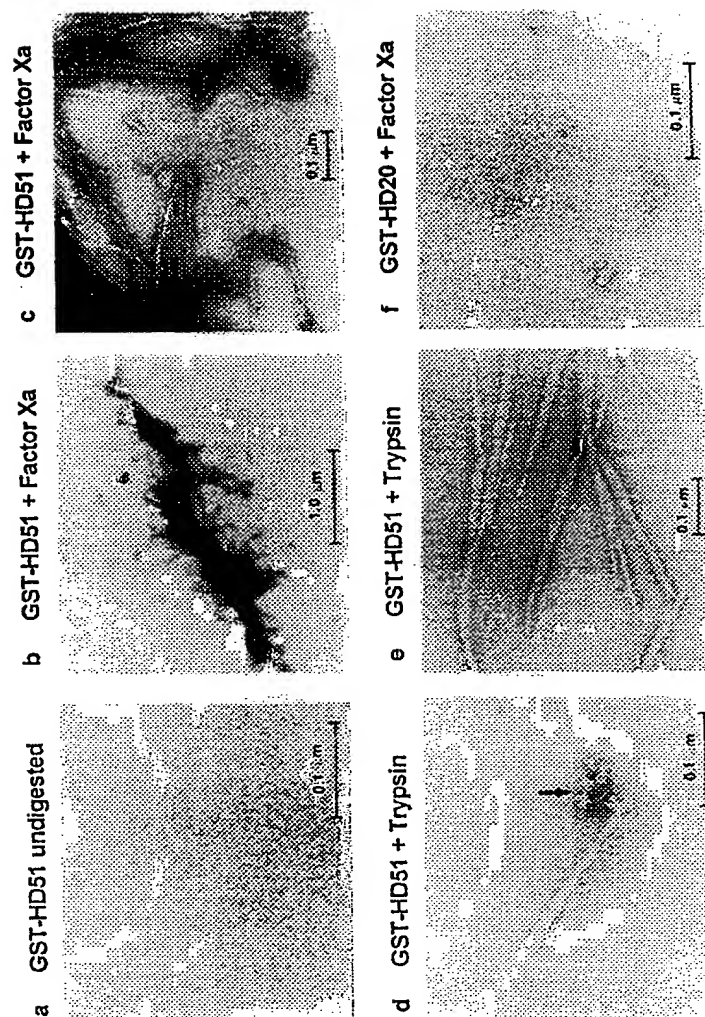 a GST-HD51 undigested
0.1 μm
b GST-HD51 + Factor Xa
1.0 μm
c GST-HD51 + Factor Xa
0.1 μm
d GST-HD51 + Trypsin
0.1 μm
e GST-HD51 + Trypsin
0.1 μm
f GST-HD20 + Factor Xa
0.1 μm